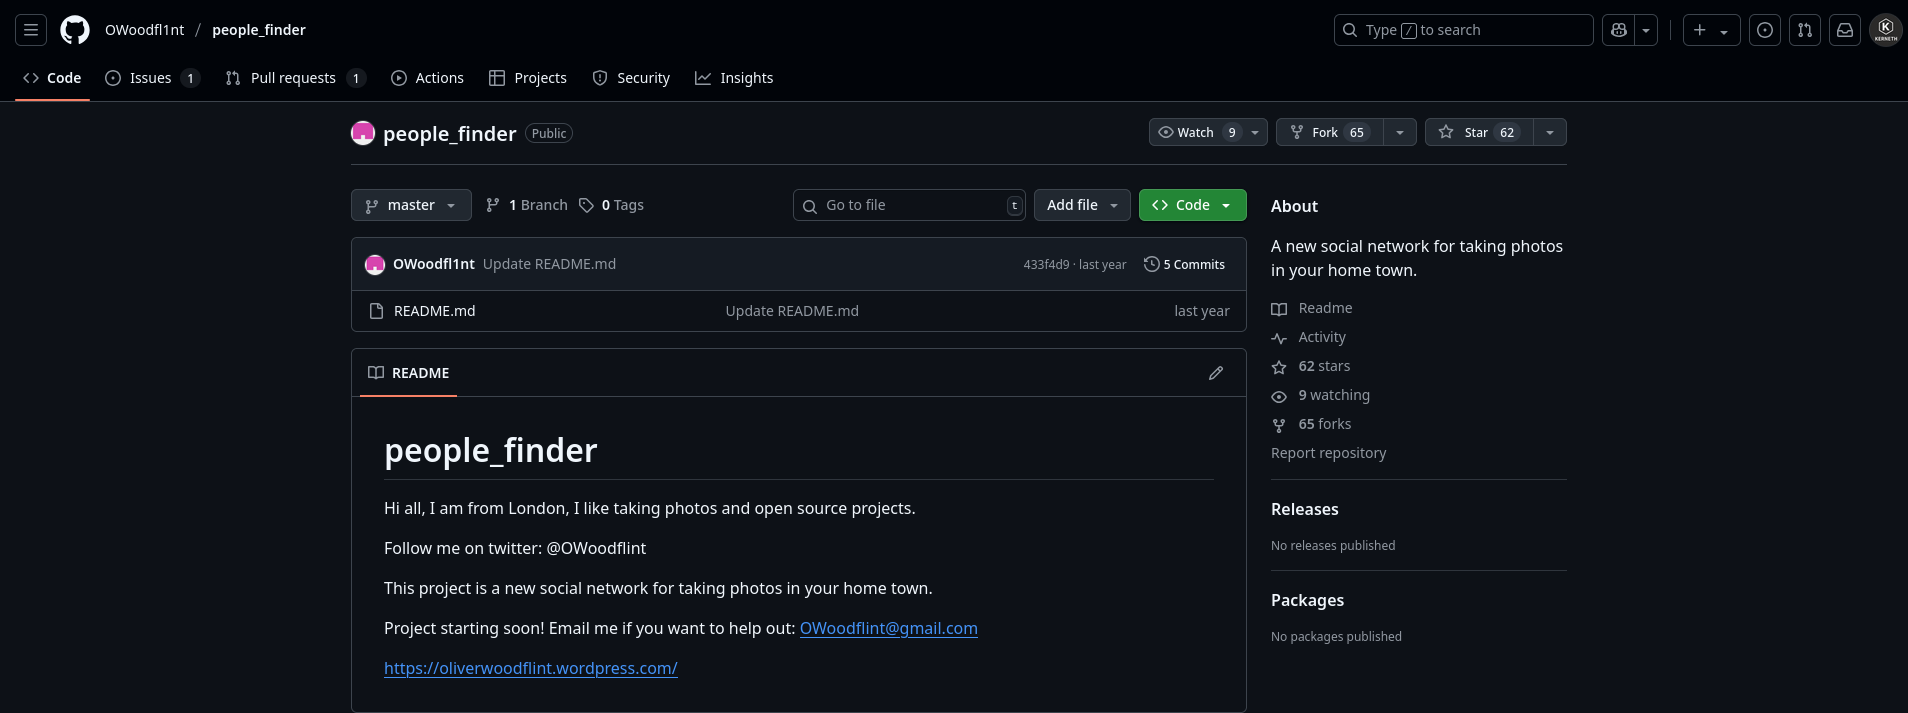 OWoodfl1nt / people_finder
Type / to search
Code
Issues 1
Pull requests 1
Actions
Projects
Security
Insights
KERNETH
people_finder Public
Watch 9
Fork 65
Star 62
master
1 Branch
0 Tags
Go to file t
Add file
Code
OWoodfl1nt Update README.md
433f4d9 · last year
5 Commits
README.md Update README.md last year
README
people_finder
Hi all, I am from London, I like taking photos and open source projects.
Follow me on twitter: @OWoodflint
This project is a new social network for taking photos in your home town.
Project starting soon! Email me if you want to help out: OWoodflint@gmail.com
https://oliverwoodflint.wordpress.com/
About
A new social network for taking photos
in your home town.
Readme
Activity
62 stars
9 watching
65 forks
Report repository
Releases
No releases published
Packages
No packages published